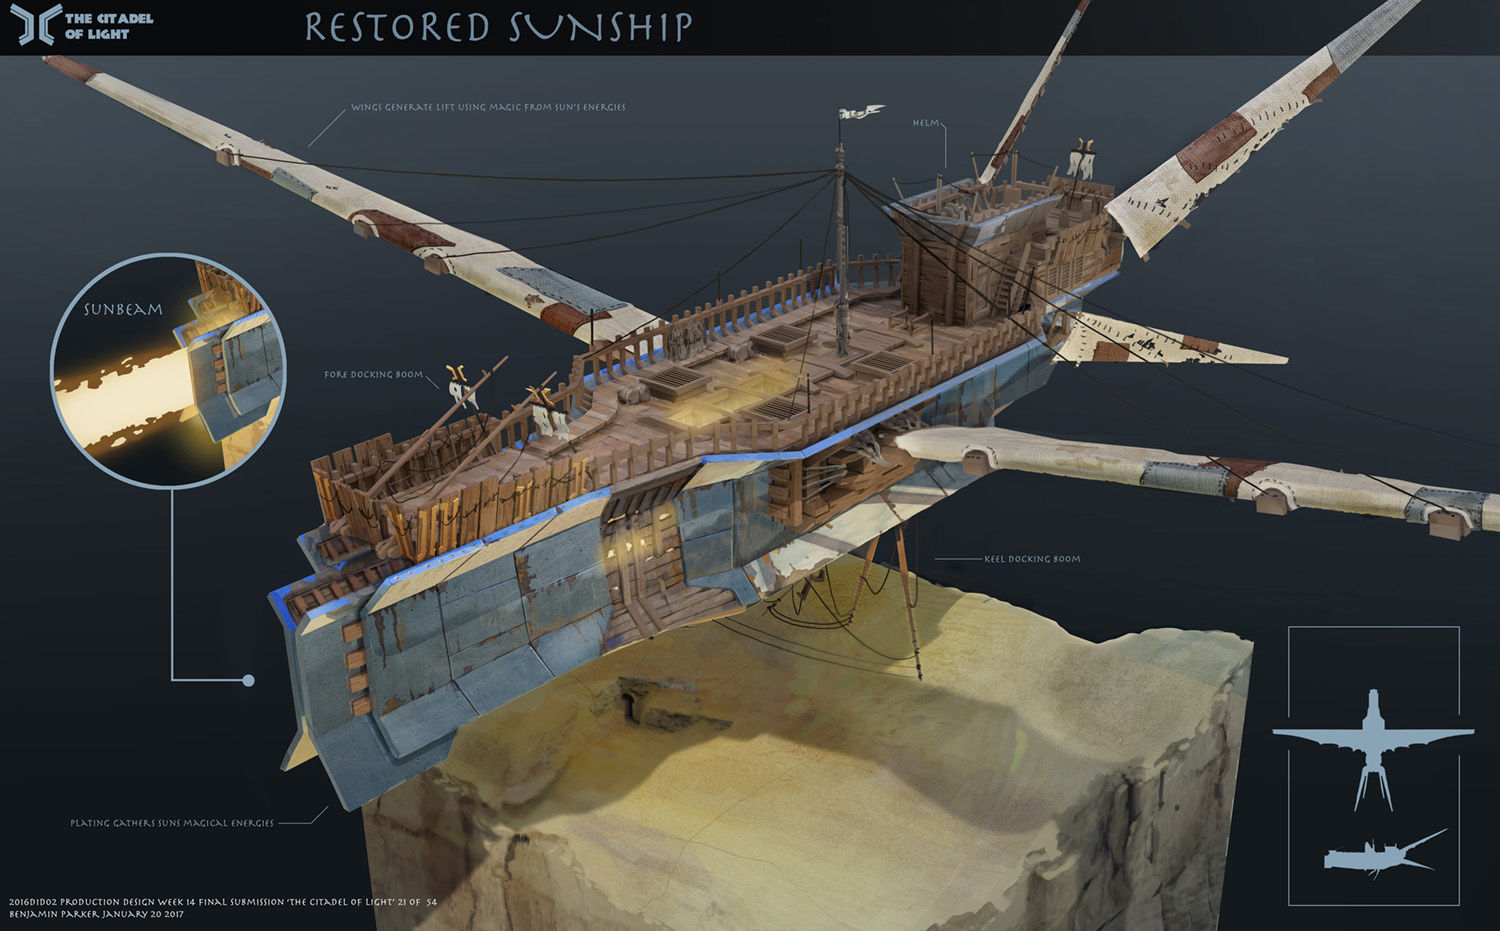 THE CITADEL
OF LIGHT
RESTORED SUNSHIP
WINGS GENERATE LIFT USING MAGIC FROM SUN'S ENERGIES
HELM
SUNBEAM
FORE DOCKING BOOM
KEEL DOCKING BOOM
PLATING GATHERS SUNS MAGICAL ENERGIES
2016DID02 PRODUCTION DESIGN WEEK 14 FINAL SUBMISSION 'THE CITADEL OF LIGHT' 21 OF 54
BENJAMIN PARKER JANUARY 20 2017